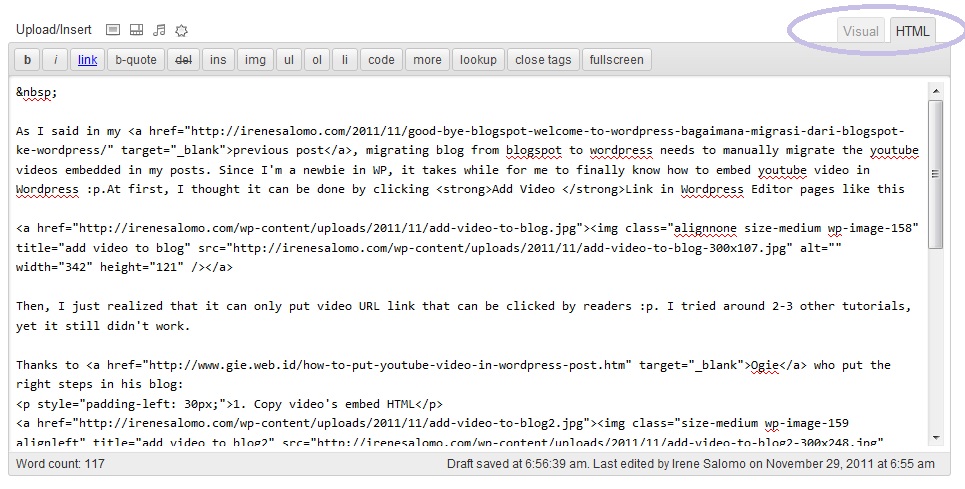 Upload/Insert
Visual HTML
b i link b-quote del ins img ul ol li code more lookup close tags fullscreen
&nbsp;
As I said in my <a href="http://irenesalomo.com/2011/11/good-bye-blogspot-welcome-to-wordpress-bagaimana-migrasi-dari-blogspot-
ke-wordpress/" target="_blank">previous post</a>, migrating blog from blogspot to wordpress needs to manually migrate the youtube
videos embedded in my posts. Since I'm a newbie in WP, it takes while for me to finally know how to embed youtube video in
Wordpress :p.At first, I thought it can be done by clicking <strong>Add Video </strong>Link in Wordpress Editor pages like this
<a href="http://irenesalomo.com/wp-content/uploads/2011/11/add-video-to-blog.jpg"><img class="alignnone size-medium wp-image-158"
title="add video to blog" src="http://irenesalomo.com/wp-content/uploads/2011/11/add-video-to-blog-300x107.jpg" alt=""
width="342" height="121" /></a>
Then, I just realized that it can only put video URL link that can be clicked by readers :p. I tried around 2-3 other tutorials,
yet it still didn't work.
Thanks to <a href="http://www.gie.web.id/how-to-put-youtube-video-in-wordpress-post.htm" target="_blank">Ogie</a> who put the
right steps in his blog:
<p style="padding-left: 30px;">1. Copy video's embed HTML</p>
<a href="http://irenesalomo.com/wp-content/uploads/2011/11/add-video-to-blog2.jpg"><img class="size-medium wp-image-159
alignleft" title="add video to blog2" src="http://irenesalomo.com/wp-content/uploads/2011/11/add-video-to-blog2-300x248.jpg"
Word count: 117
Draft saved at 6:56:39 am. Last edited by Irene Salomo on November 29, 2011 at 6:55 am